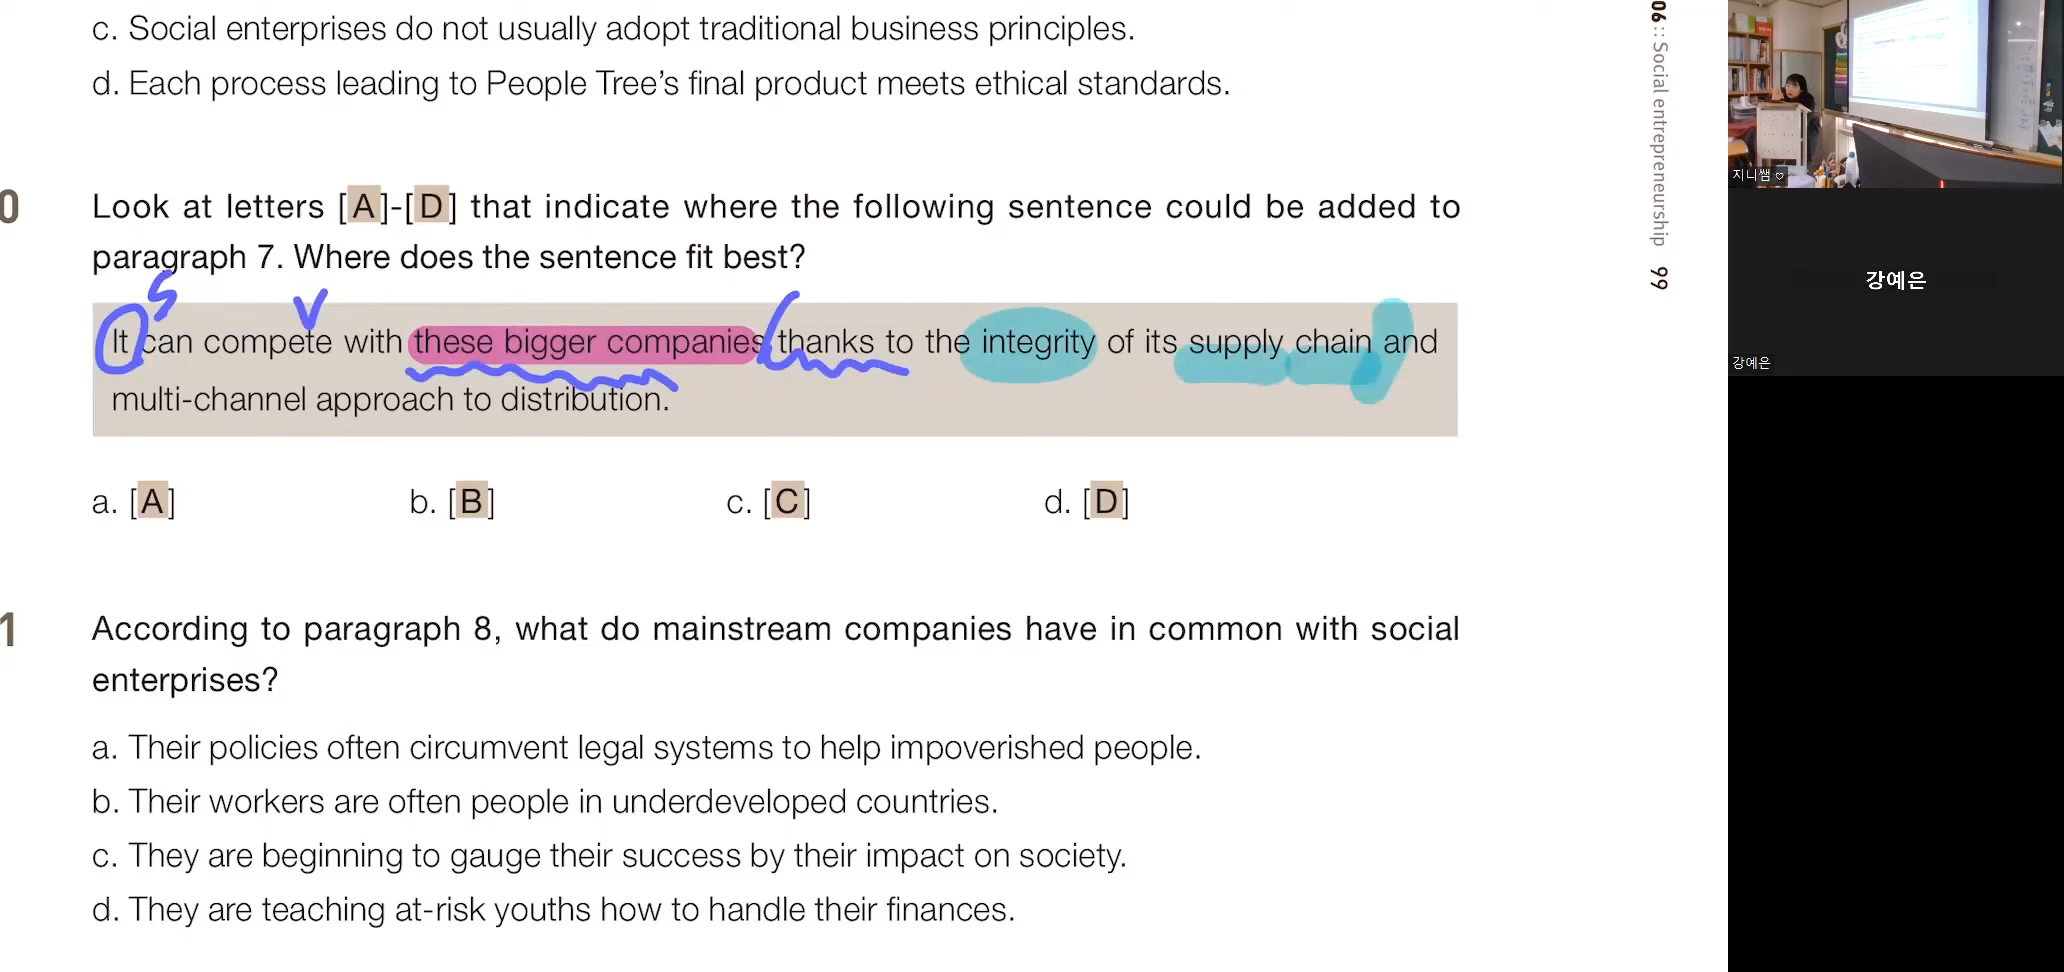 c. Social enterprises do not usually adopt traditional business principles.
d. Each process leading to People Tree's final product meets ethical standards.
0
Look at letters [A]-[D] that indicate where the following sentence could be added to
paragraph 7. Where does the sentence fit best?
S
V
It can compete with these bigger companies thanks to the integrity of its supply chain and
multi-channel approach to distribution.
a. [A] b. [B] c. [C] d. [D]
1
According to paragraph 8, what do mainstream companies have in common with social
enterprises?
a. Their policies often circumvent legal systems to help impoverished people.
b. Their workers are often people in underdeveloped countries.
c. They are beginning to gauge their success by their impact on society.
d. They are teaching at-risk youths how to handle their finances.
06 :: Social entrepreneurship 99
지니쌤 ♡
강예은
강예은